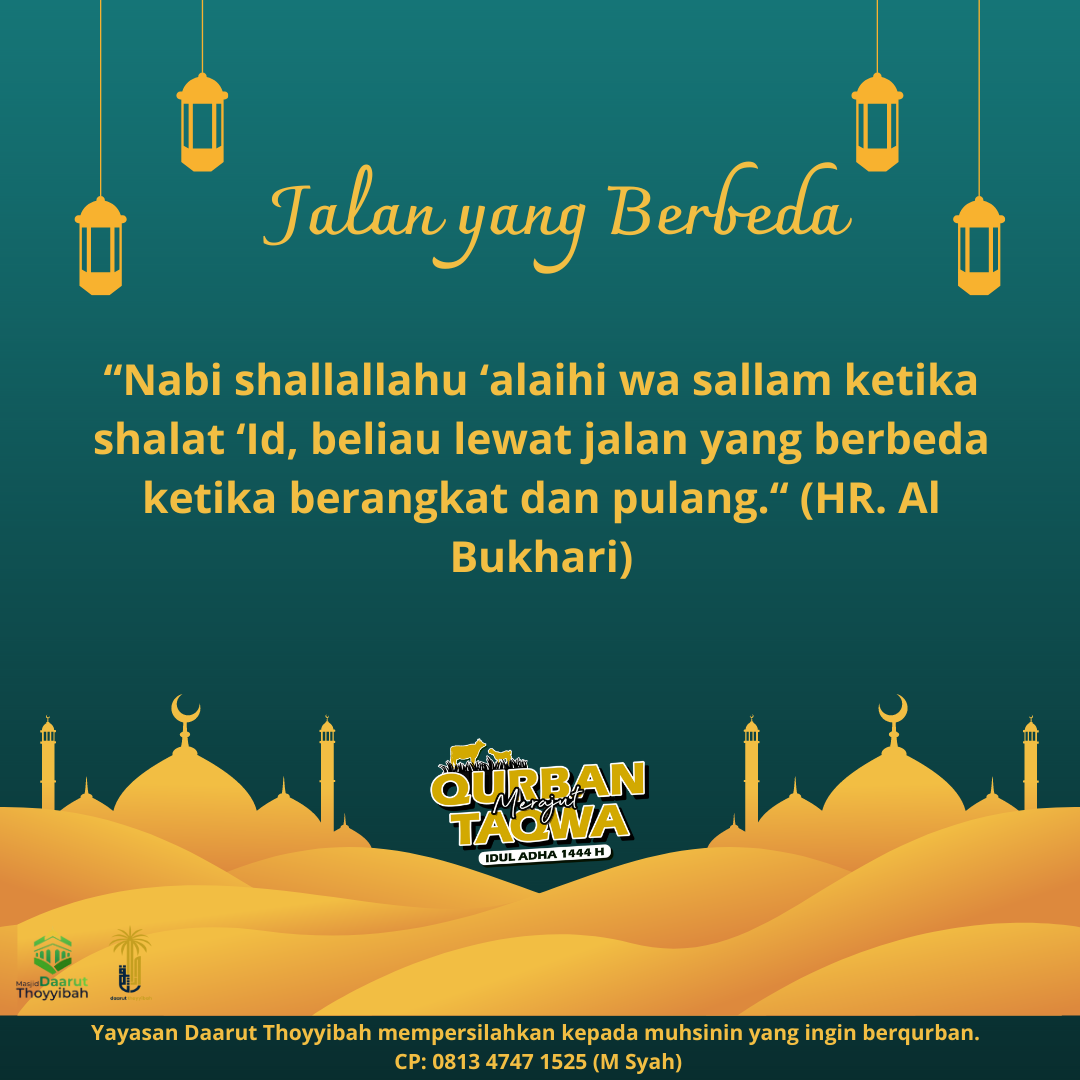 Jalan yang Berbeda
“Nabi shallallahu ‘alaihi wa sallam ketika
shalat ‘Id, beliau lewat jalan yang berbeda
ketika berangkat dan pulang.“ (HR. Al
Bukhari)
QURBAN
Merajut
TAQWA
IDUL ADHA 1444 H
Masjid Daarut
Thoyyibah
daarut thoyyibah
Yayasan Daarut Thoyyibah mempersilahkan kepada muhsinin yang ingin berqurban.
CP: 0813 4747 1525 (M Syah)